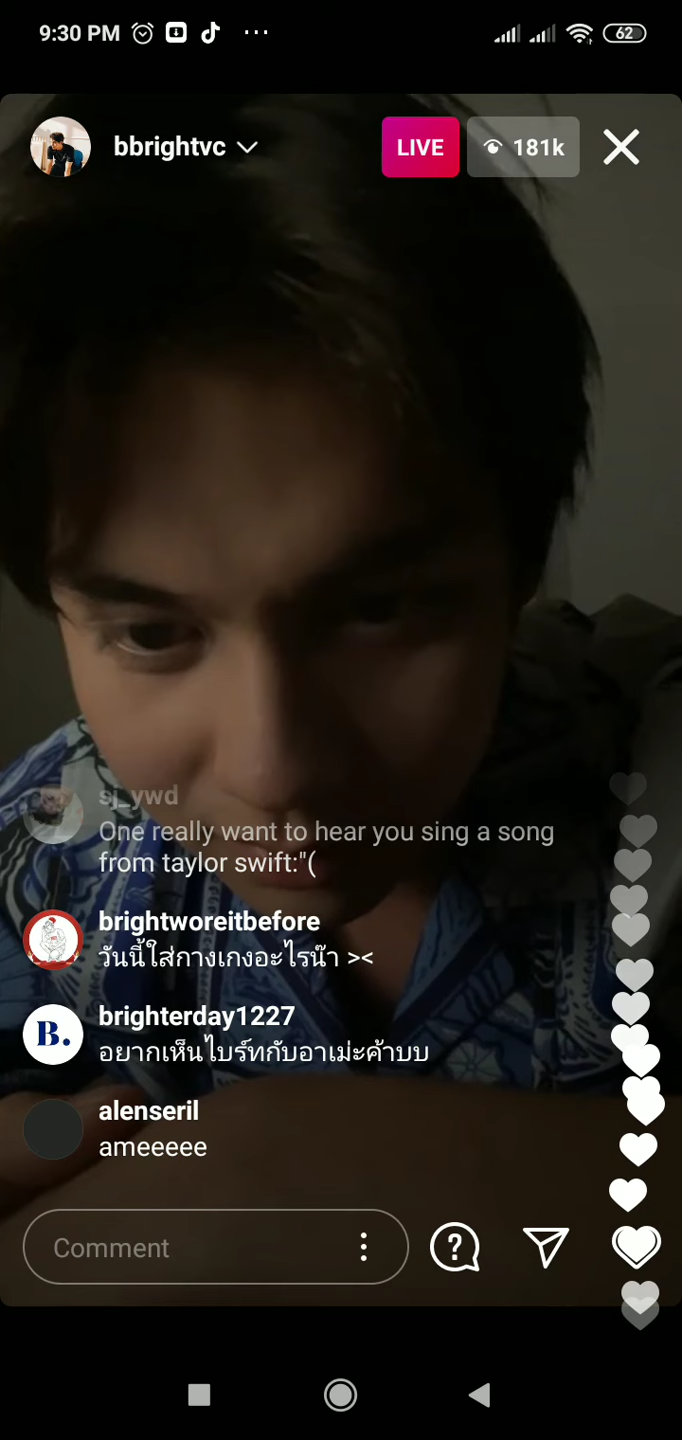 9:30 PM
62
bbrightvc
LIVE
181k
sj_ywd
One really want to hear you sing a song
from taylor swift:"(
brightworeitbefore
วันนี้ใส่กางเกงอะไรน๊า ><
B.
brighterday1227
อยากเห็นไบร์ทกับอาเม่ะค้าบบ
alenseril
ameeeee
Comment